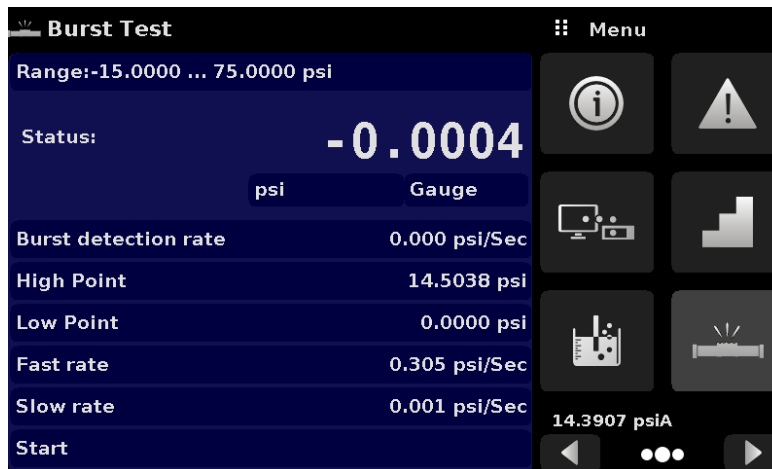 Burst Test
Range:-15.0000 ... 75.0000 psi
Status:
-0.0004
psi Gauge
Burst detection rate 0.000 psi/Sec
High Point 14.5038 psi
Low Point 0.0000 psi
Fast rate 0.305 psi/Sec
Slow rate 0.001 psi/Sec
Start
Menu
14.3907 psiA